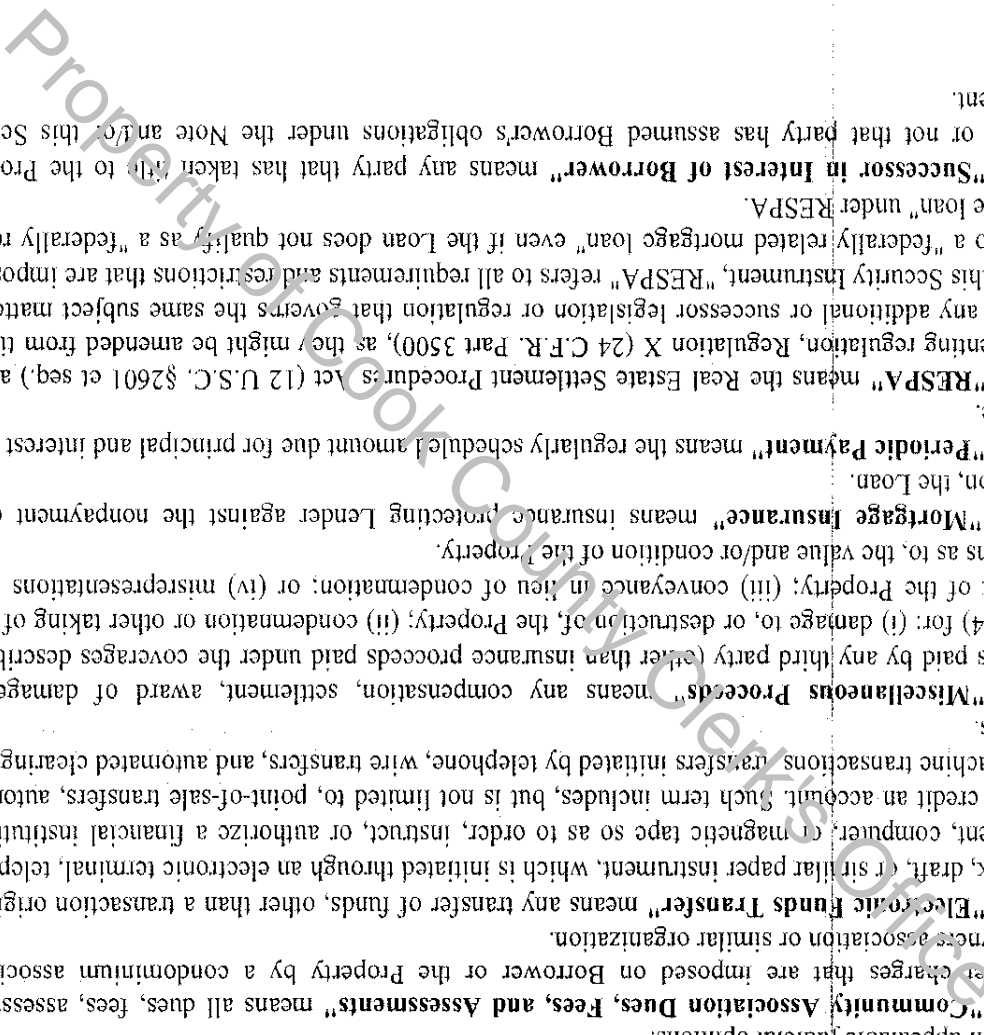 applicable judicial opinions.
"Community Association Dues, Fees, and Assessments" means all dues, fees, assess
er charges that are imposed on Borrower or the Property by a condominium associ
ners association or similar organization.
"Electronic Funds Transfer" means any transfer of funds, other than a transaction orig
k, draft, or similar paper instrument, which is initiated through an electronic terminal, telep
ent, computer, or magnetic tape so as to order, instruct, or authorize a financial instituti
credit an account. Such term includes, but is not limited to, point-of-sale transfers, autom
achine transactions, transfers initiated by telephone, wire transfers, and automated clearing
s.
"Miscellaneous Proceeds" means any compensation, settlement, award of damage
s paid by any third party (other than insurance proceeds paid under the coverages describ
4) for: (i) damage to, or destruction of, the Property; (ii) condemnation or other taking of
t of the Property; (iii) conveyance in lieu of condemnation; or (iv) misrepresentations
ns as to, the value and/or condition of the Property.
"Mortgage Insurance" means insurance protecting Lender against the nonpayment o
on, the Loan.
"Periodic Payment" means the regularly scheduled amount due for principal and interest
e.
"RESPA" means the Real Estate Settlement Procedures Act (12 U.S.C. §2601 et seq.) a
enting regulation, Regulation X (24 C.F.R. Part 3500), as they might be amended from ti
any additional or successor legislation or regulation that governs the same subject matte
this Security Instrument, "RESPA" refers to all requirements and restrictions that are impos
o a "federally related mortgage loan" even if the Loan does not qualify as a "federally re
e loan" under RESPA.
"Successor in Interest of Borrower" means any party that has taken title to the Pro
or not that party has assumed Borrower's obligations under the Note and/or this Sec
ent.
Property of Cook County Clerk's Office